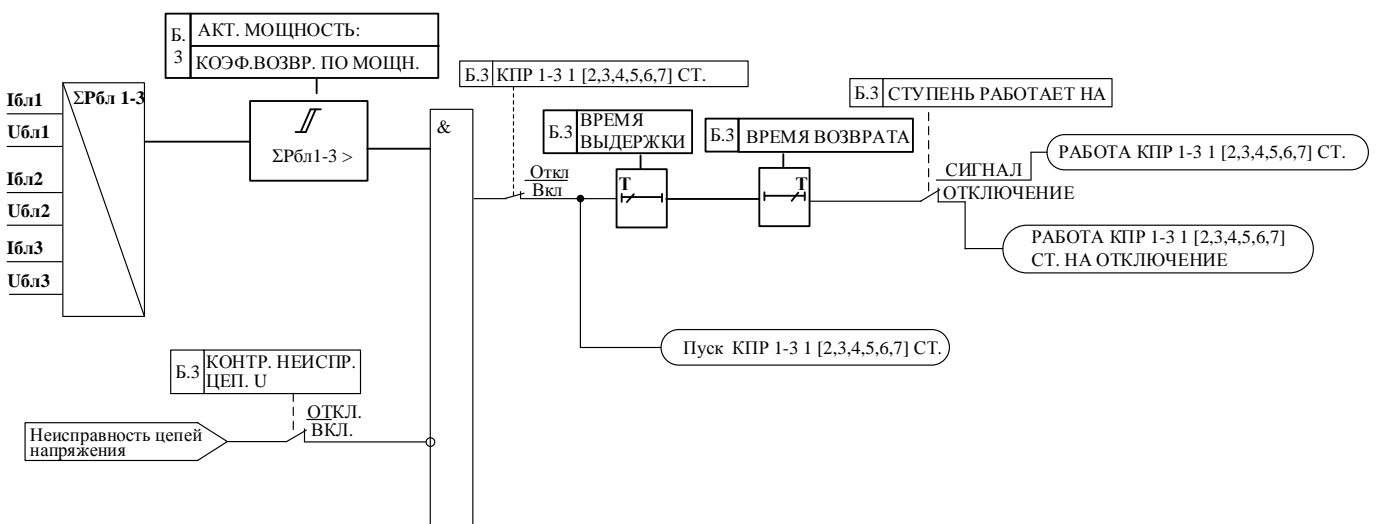 Б.
3
АКТ. МОЩНОСТЬ:
КОЭФ.ВОЗВР. ПО МОЩН.
Б.3 КПР 1-3 1 [2,3,4,5,6,7] СТ.
Б.3 СТУПЕНЬ РАБОТАЕТ НА
Iбл1
Uбл1
Iбл2
Uбл2
Iбл3
Uбл3
ΣPбл 1-3
ΣPбл1-3 >
&
Б.3 ВРЕМЯ
ВЫДЕРЖКИ
Б.3 ВРЕМЯ ВОЗВРАТА
Откл
Вкл
T
T
СИГНАЛ
ОТКЛЮЧЕНИЕ
РАБОТА КПР 1-3 1 [2,3,4,5,6,7] СТ.
РАБОТА КПР 1-3 1 [2,3,4,5,6,7]
СТ. НА ОТКЛЮЧЕНИЕ
Пуск КПР 1-3 1 [2,3,4,5,6,7] СТ.
Б.3 КОНТР. НЕИСПР.
ЦЕП. U
ОТКЛ.
ВКЛ.
Неисправность цепей
напряжения